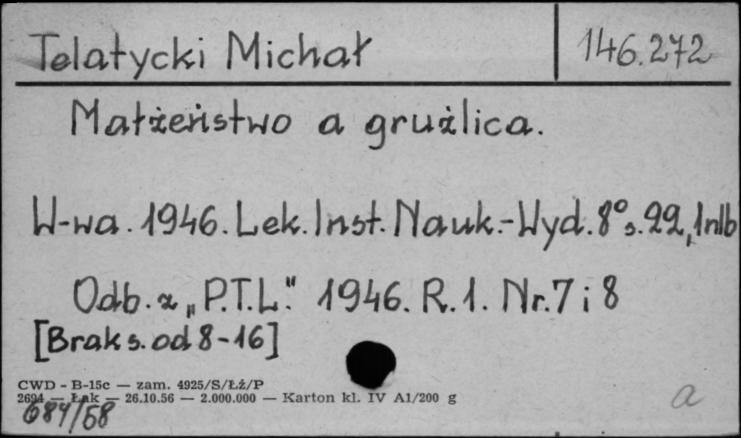 Telatycki Michał 146.272
Małżeństwo a gruźlica.
W-wa. 1946. Lek. Inst. Nauk.-Wyd. 8° s. 22, 1nlb
Odb. z „P.T.L." 1946. R. 1. Nr. 7 i 8
[Brak s. od 8-16]
CWD - B-15c — zam. 4925/S/Łż/P
2694 — Łak — 26.10.56 — 2.000.000 — Karton kl. IV A1/200 g
684/58
a